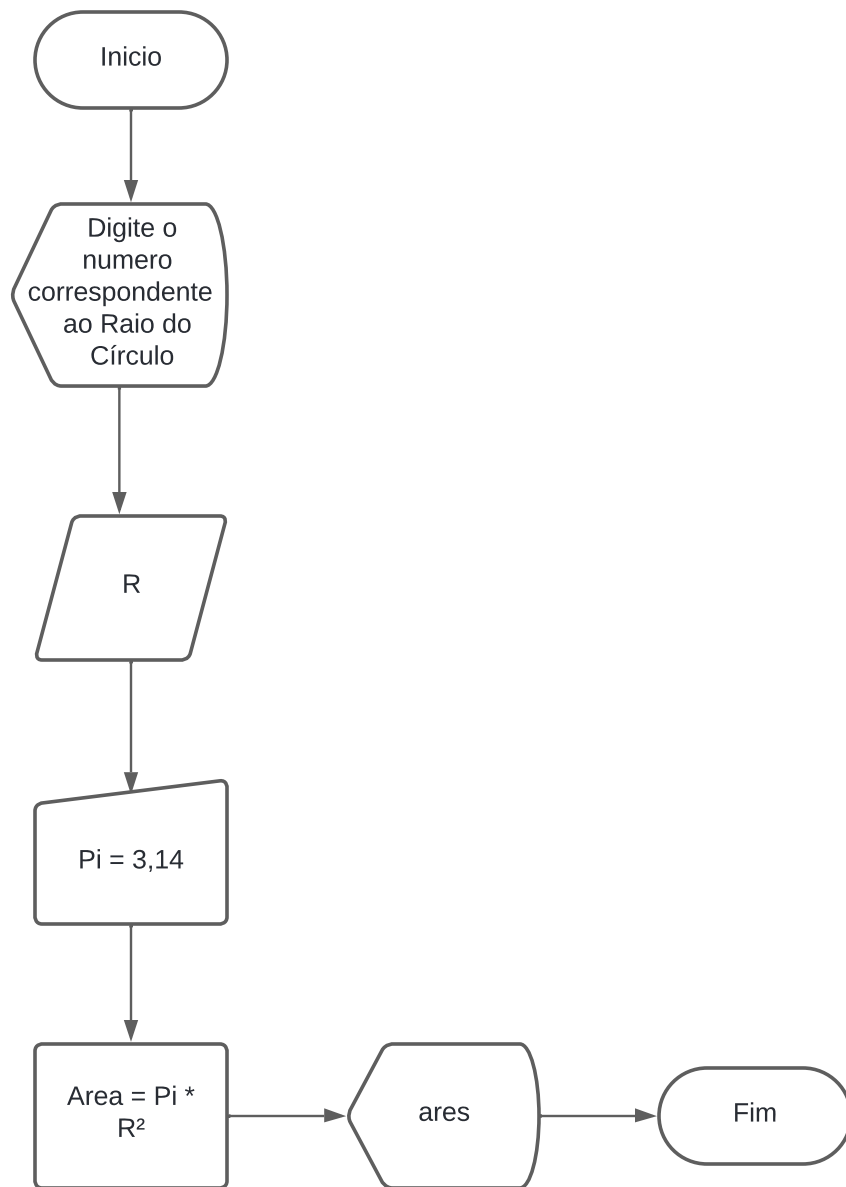 Inicio
Digite o
numero
correspondente
ao Raio do
Círculo
R
Pi = 3,14
Area = Pi *
R²
ares
Fim